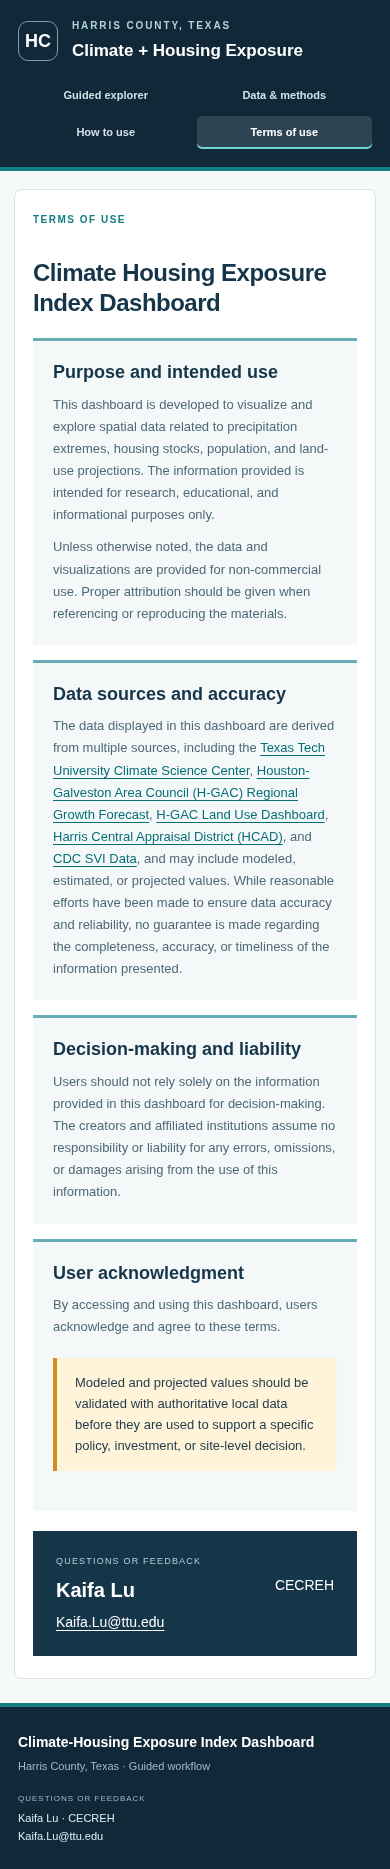 HC
HARRIS COUNTY, TEXAS
Climate + Housing Exposure
Guided explorer
Data & methods
How to use
Terms of use
TERMS OF USE
Climate Housing Exposure
Index Dashboard
Purpose and intended use
This dashboard is developed to visualize and
explore spatial data related to precipitation
extremes, housing stocks, population, and land-
use projections. The information provided is
intended for research, educational, and
informational purposes only.
Unless otherwise noted, the data and
visualizations are provided for non-commercial
use. Proper attribution should be given when
referencing or reproducing the materials.
Data sources and accuracy
The data displayed in this dashboard are derived
from multiple sources, including the Texas Tech
University Climate Science Center, Houston-
Galveston Area Council (H-GAC) Regional
Growth Forecast, H-GAC Land Use Dashboard,
Harris Central Appraisal District (HCAD), and
CDC SVI Data, and may include modeled,
estimated, or projected values. While reasonable
efforts have been made to ensure data accuracy
and reliability, no guarantee is made regarding
the completeness, accuracy, or timeliness of the
information presented.
Decision-making and liability
Users should not rely solely on the information
provided in this dashboard for decision-making.
The creators and affiliated institutions assume no
responsibility or liability for any errors, omissions,
or damages arising from the use of this
information.
User acknowledgment
By accessing and using this dashboard, users
acknowledge and agree to these terms.
Modeled and projected values should be
validated with authoritative local data
before they are used to support a specific
policy, investment, or site-level decision.
QUESTIONS OR FEEDBACK
Kaifa Lu
CECREH
Kaifa.Lu@ttu.edu
Climate-Housing Exposure Index Dashboard
Harris County, Texas · Guided workflow
QUESTIONS OR FEEDBACK
Kaifa Lu · CECREH
Kaifa.Lu@ttu.edu